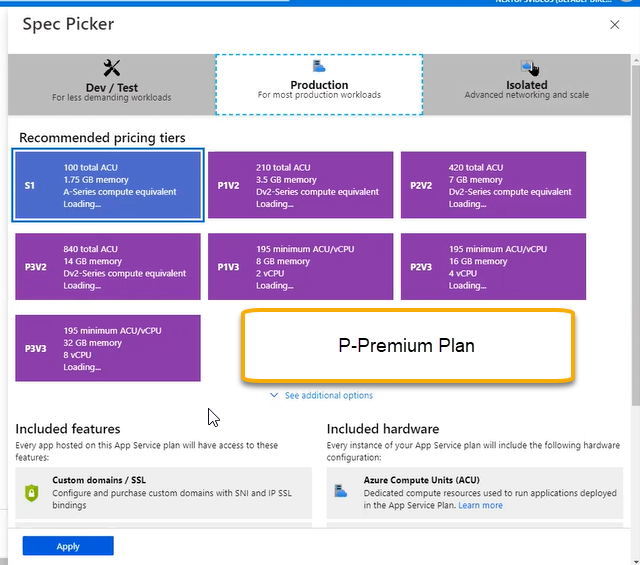 Spec Picker
Dev / Test
For less demanding workloads
Production
For most production workloads
Isolated
Advanced networking and scale
Recommended pricing tiers
S1
100 total ACU
1.75 GB memory
A-Series compute equivalent
Loading...
P1V2
210 total ACU
3.5 GB memory
Dv2-Series compute equivalent
Loading...
P2V2
420 total ACU
7 GB memory
Dv2-Series compute equivalent
Loading...
P3V2
840 total ACU
14 GB memory
Dv2-Series compute equivalent
Loading...
P1V3
195 minimum ACU/vCPU
8 GB memory
2 vCPU
Loading...
P2V3
195 minimum ACU/vCPU
16 GB memory
4 vCPU
Loading...
P3V3
195 minimum ACU/vCPU
32 GB memory
8 vCPU
Loading...
P-Premium Plan
See additional options
Included features
Every app hosted on this App Service plan will have access to these
features:
Custom domains / SSL
Configure and purchase custom domains with SNI and IP SSL
bindings
Included hardware
Every instance of your App Service plan will include the following hardware
configuration:
Azure Compute Units (ACU)
Dedicated compute resources used to run applications deployed
in the App Service Plan. Learn more
Apply